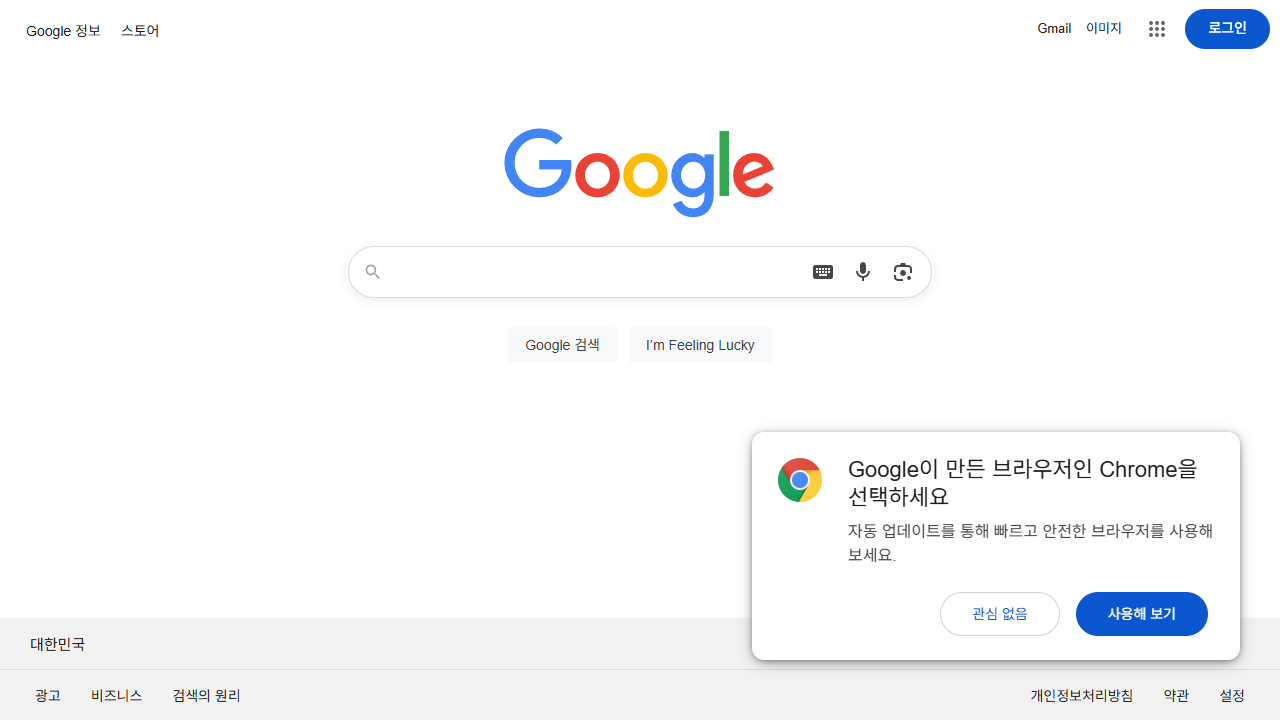 Google 정보 스토어
Gmail 이미지 로그인
Google
Google 검색 I'm Feeling Lucky
Google이 만든 브라우저인 Chrome을
선택하세요
자동 업데이트를 통해 빠르고 안전한 브라우저를 사용해
보세요.
관심 없음 사용해 보기
대한민국
광고 비즈니스 검색의 원리 개인정보처리방침 약관 설정